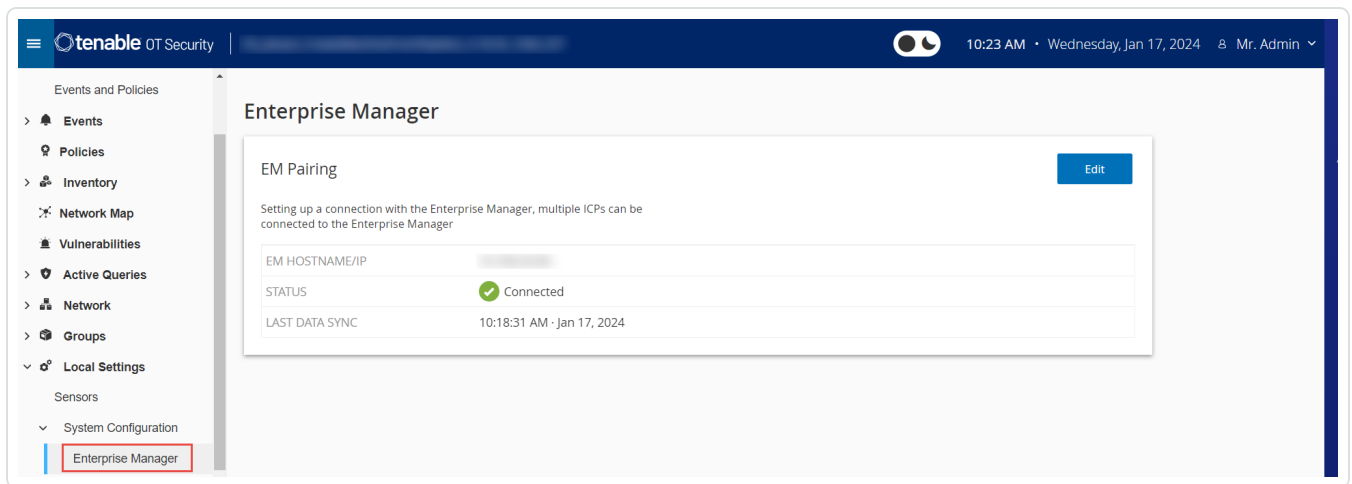 tenable OT Security
10:23 AM • Wednesday, Jan 17, 2024 Mr. Admin
Events and Policies
Events
Policies
Inventory
Network Map
Vulnerabilities
Active Queries
Network
Groups
Local Settings
Sensors
System Configuration
Enterprise Manager
Enterprise Manager
EM Pairing
Edit
Setting up a connection with the Enterprise Manager, multiple ICPs can be
connected to the Enterprise Manager
EM HOSTNAME/IP
STATUS Connected
LAST DATA SYNC 10:18:31 AM · Jan 17, 2024